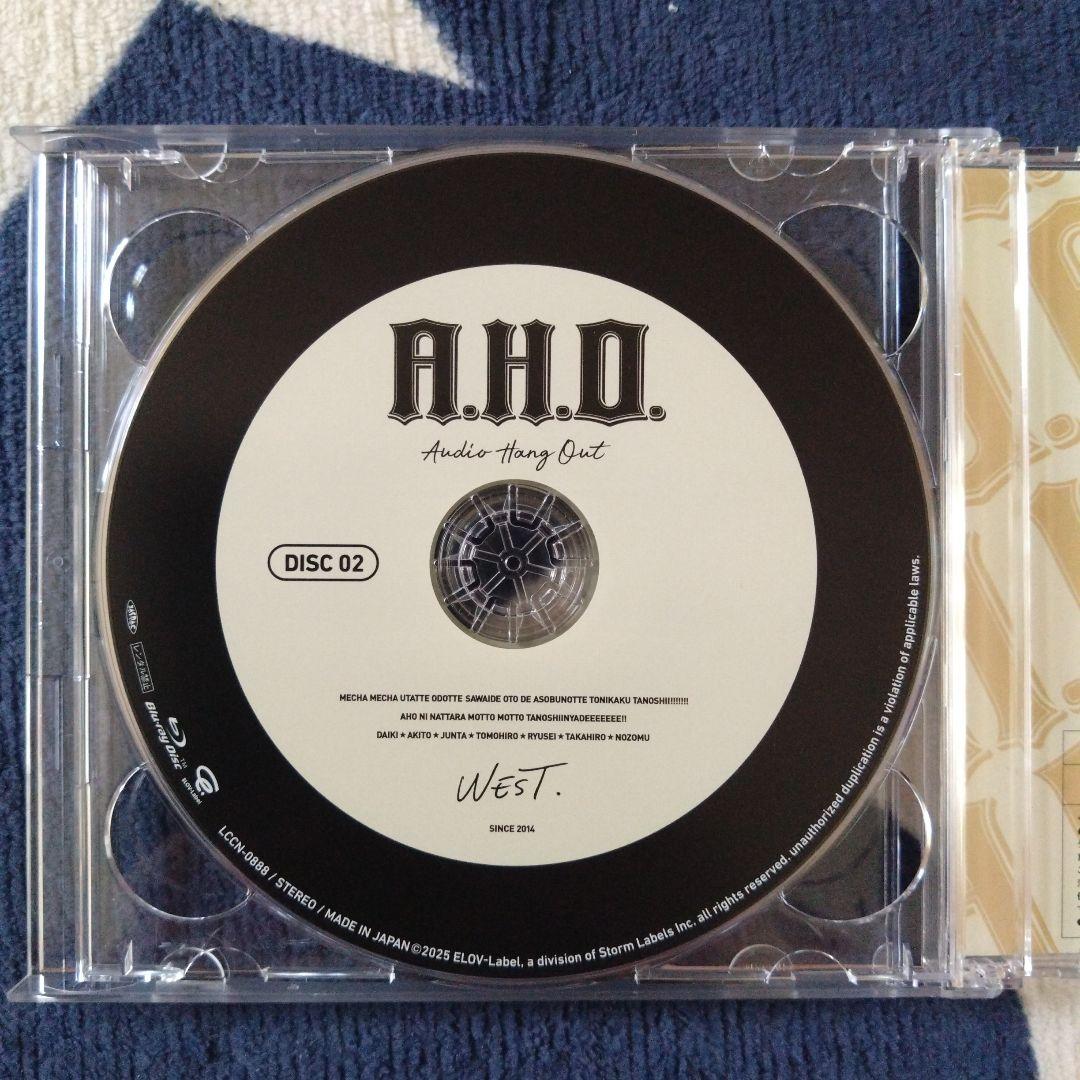 A.H.O.
Audio Hang Out
DISC 02
MECHA MECHA UTATTE ODOTTE SAWAIDE OTO DE ASOBUNOTTE TONIKAKU TANOSHII!!!!!!!!
AHO NI NATTARA MOTTO MOTTO TANOSHIINYADEEEEEEE!!
DAIKI★AKITO★JUNTA★TOMOHIRO★RYUSEI★TAKAHIRO★NOZOMU
WEST.
SINCE 2014
レンタル禁止
Blu-ray Disc™
ELOV-Label
LCCN-0888 / STEREO / MADE IN JAPAN ©2025 ELOV-Label, a division of Storm Labels Inc. all rights reserved. unauthorized duplication is a violation of applicable laws.